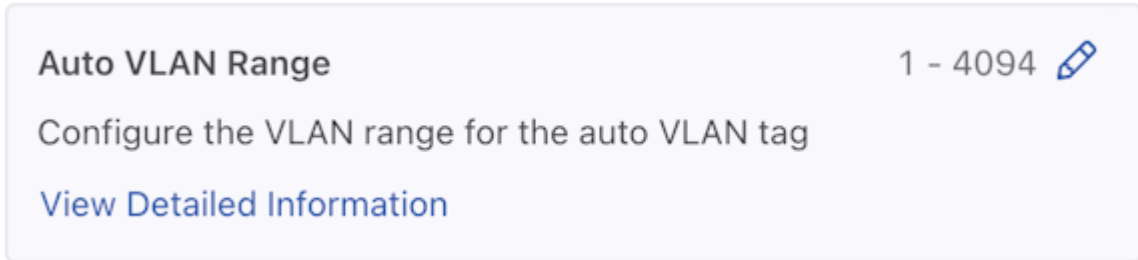 Auto VLAN Range 1 - 4094
Configure the VLAN range for the auto VLAN tag
View Detailed Information